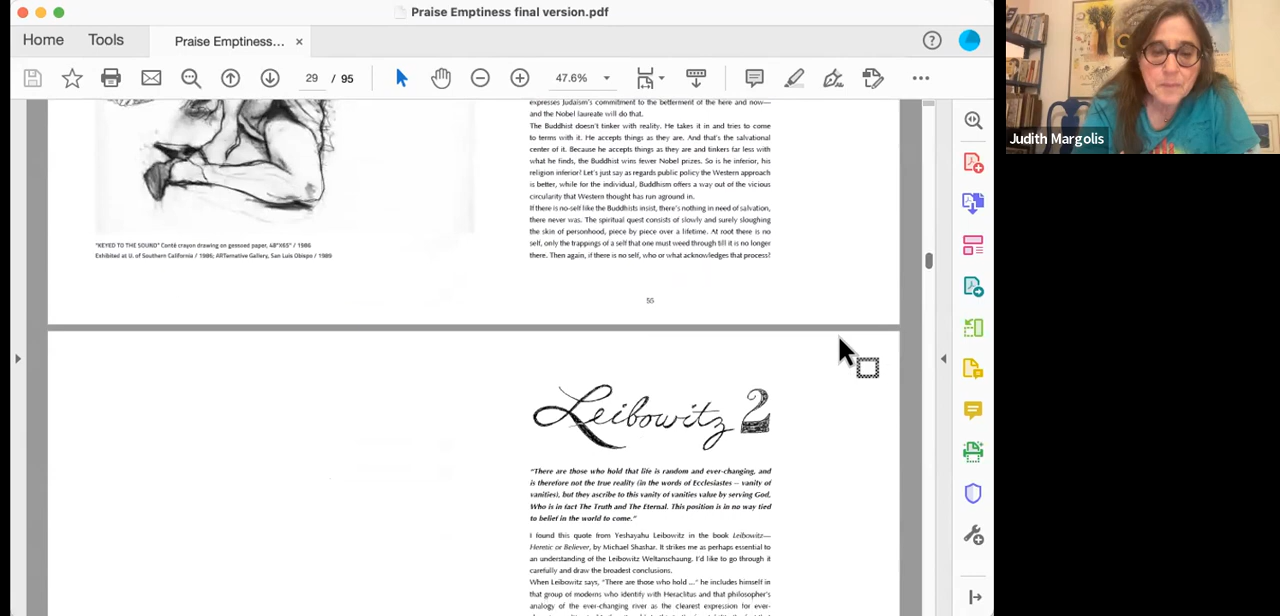 Praise Emptiness final version.pdf
Home
Tools
Praise Emptiness...
29 / 95
47.6%
Judith Margolis
expresses Judaism's commitment to the betterment of the here and now—
and the Nobel laureate will do that.
The Buddhist doesn't tinker with reality. He takes it in and tries to come
to terms with it. He accepts things as they are. And that's the salvational
center of it. Because he accepts things as they are and tinkers far less with
what he finds, the Buddhist wins fewer Nobel prizes. So is he inferior, his
religion inferior? Let's just say as regards public policy the Western approach
is better, while for the individual, Buddhism offers a way out of the vicious
circularity that Western thought has run aground in.
If there is no-self like the Buddhists insist, there's nothing in need of salvation,
there never was. The spiritual quest consists of slowly and surely sloughing
the skin of personhood, piece by piece over a lifetime. At root there is no
self, only the trappings of a self that one must weed through till it is no longer
there. Then again, if there is no self, who or what acknowledges that process?
"KEYED TO THE SOUND" Conté crayon drawing on gessoed paper, 48"X65" / 1986
Exhibited at U. of Southern California / 1986; ARTernative Gallery, San Luis Obispo / 1989
55
Leibowitz 2
"There are those who hold that life is random and ever-changing, and
is therefore not the true reality (in the words of Ecclesiastes – vanity of
vanities), but they ascribe to this vanity of vanities value by serving God,
Who is in fact The Truth and The Eternal. This position is in no way tied
to belief in the world to come."
I found this quote from Yeshayahu Leibowitz in the book Leibowitz—
Heretic or Believer, by Michael Shashar. It strikes me as perhaps essential to
an understanding of the Leibowitz Weltanschaung. I'd like to go through it
carefully and draw the broadest conclusions.
When Leibowitz says, "There are those who hold ..." he includes himself in
that group of moderns who identify with Heraclitus and that philosopher's
analogy of the ever-changing river as the clearest expression for ever-